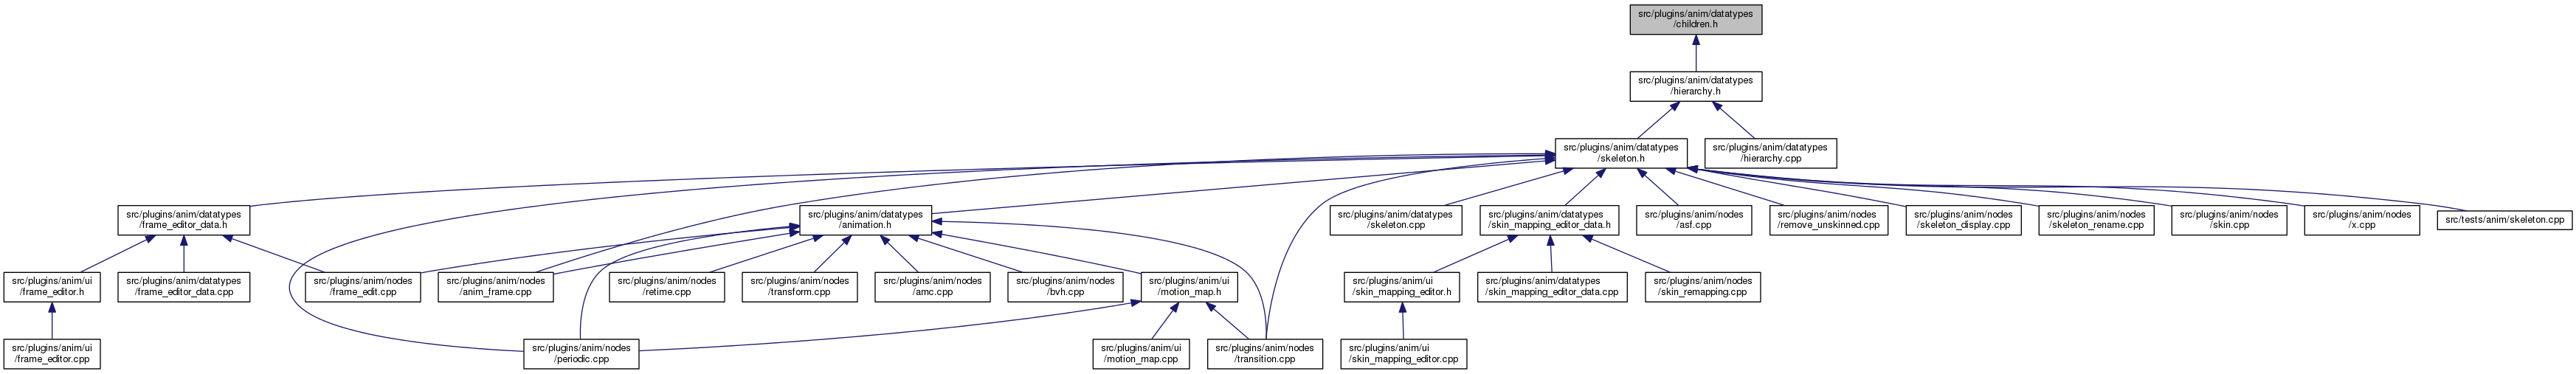 src/plugins/anim/datatypes
/children.h
src/plugins/anim/datatypes
/hierarchy.h
src/plugins/anim/datatypes
/skeleton.h
src/plugins/anim/datatypes
/hierarchy.cpp
src/plugins/anim/datatypes
/frame_editor_data.h
src/plugins/anim/datatypes
/animation.h
src/plugins/anim/datatypes
/skeleton.cpp
src/plugins/anim/datatypes
/skin_mapping_editor_data.h
src/plugins/anim/nodes
/asf.cpp
src/plugins/anim/nodes
/remove_unskinned.cpp
src/plugins/anim/nodes
/skeleton_display.cpp
src/plugins/anim/nodes
/skeleton_rename.cpp
src/plugins/anim/nodes
/skin.cpp
src/plugins/anim/nodes
/x.cpp
src/tests/anim/skeleton.cpp
src/plugins/anim/ui
/frame_editor.h
src/plugins/anim/datatypes
/frame_editor_data.cpp
src/plugins/anim/nodes
/frame_edit.cpp
src/plugins/anim/nodes
/anim_frame.cpp
src/plugins/anim/nodes
/retime.cpp
src/plugins/anim/nodes
/transform.cpp
src/plugins/anim/nodes
/amc.cpp
src/plugins/anim/nodes
/bvh.cpp
src/plugins/anim/ui
/motion_map.h
src/plugins/anim/ui
/skin_mapping_editor.h
src/plugins/anim/datatypes
/skin_mapping_editor_data.cpp
src/plugins/anim/nodes
/skin_remapping.cpp
src/plugins/anim/ui
/frame_editor.cpp
src/plugins/anim/nodes
/periodic.cpp
src/plugins/anim/ui
/motion_map.cpp
src/plugins/anim/nodes
/transition.cpp
src/plugins/anim/ui
/skin_mapping_editor.cpp